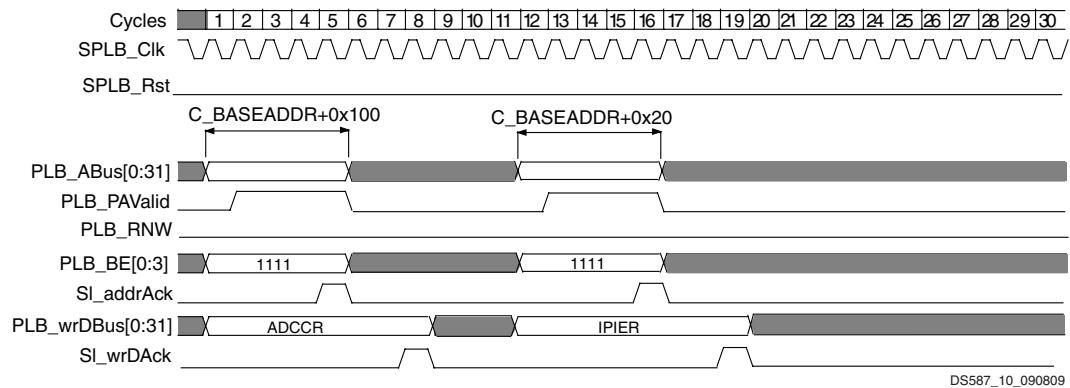 Cycles 1 2 3 4 5 6 7 8 9 10 11 12 13 14 15 16 17 18 19 20 21 22 23 24 25 26 27 28 29 30
SPLB_Clk
SPLB_Rst
C_BASEADDR+0x100 C_BASEADDR+0x20
PLB_ABus[0:31]
PLB_PAValid
PLB_RNW
PLB_BE[0:3] 1111 1111
Sl_addrAck
PLB_wrDBus[0:31] ADCCR IPIER
Sl_wrDAck
DS587_10_090809